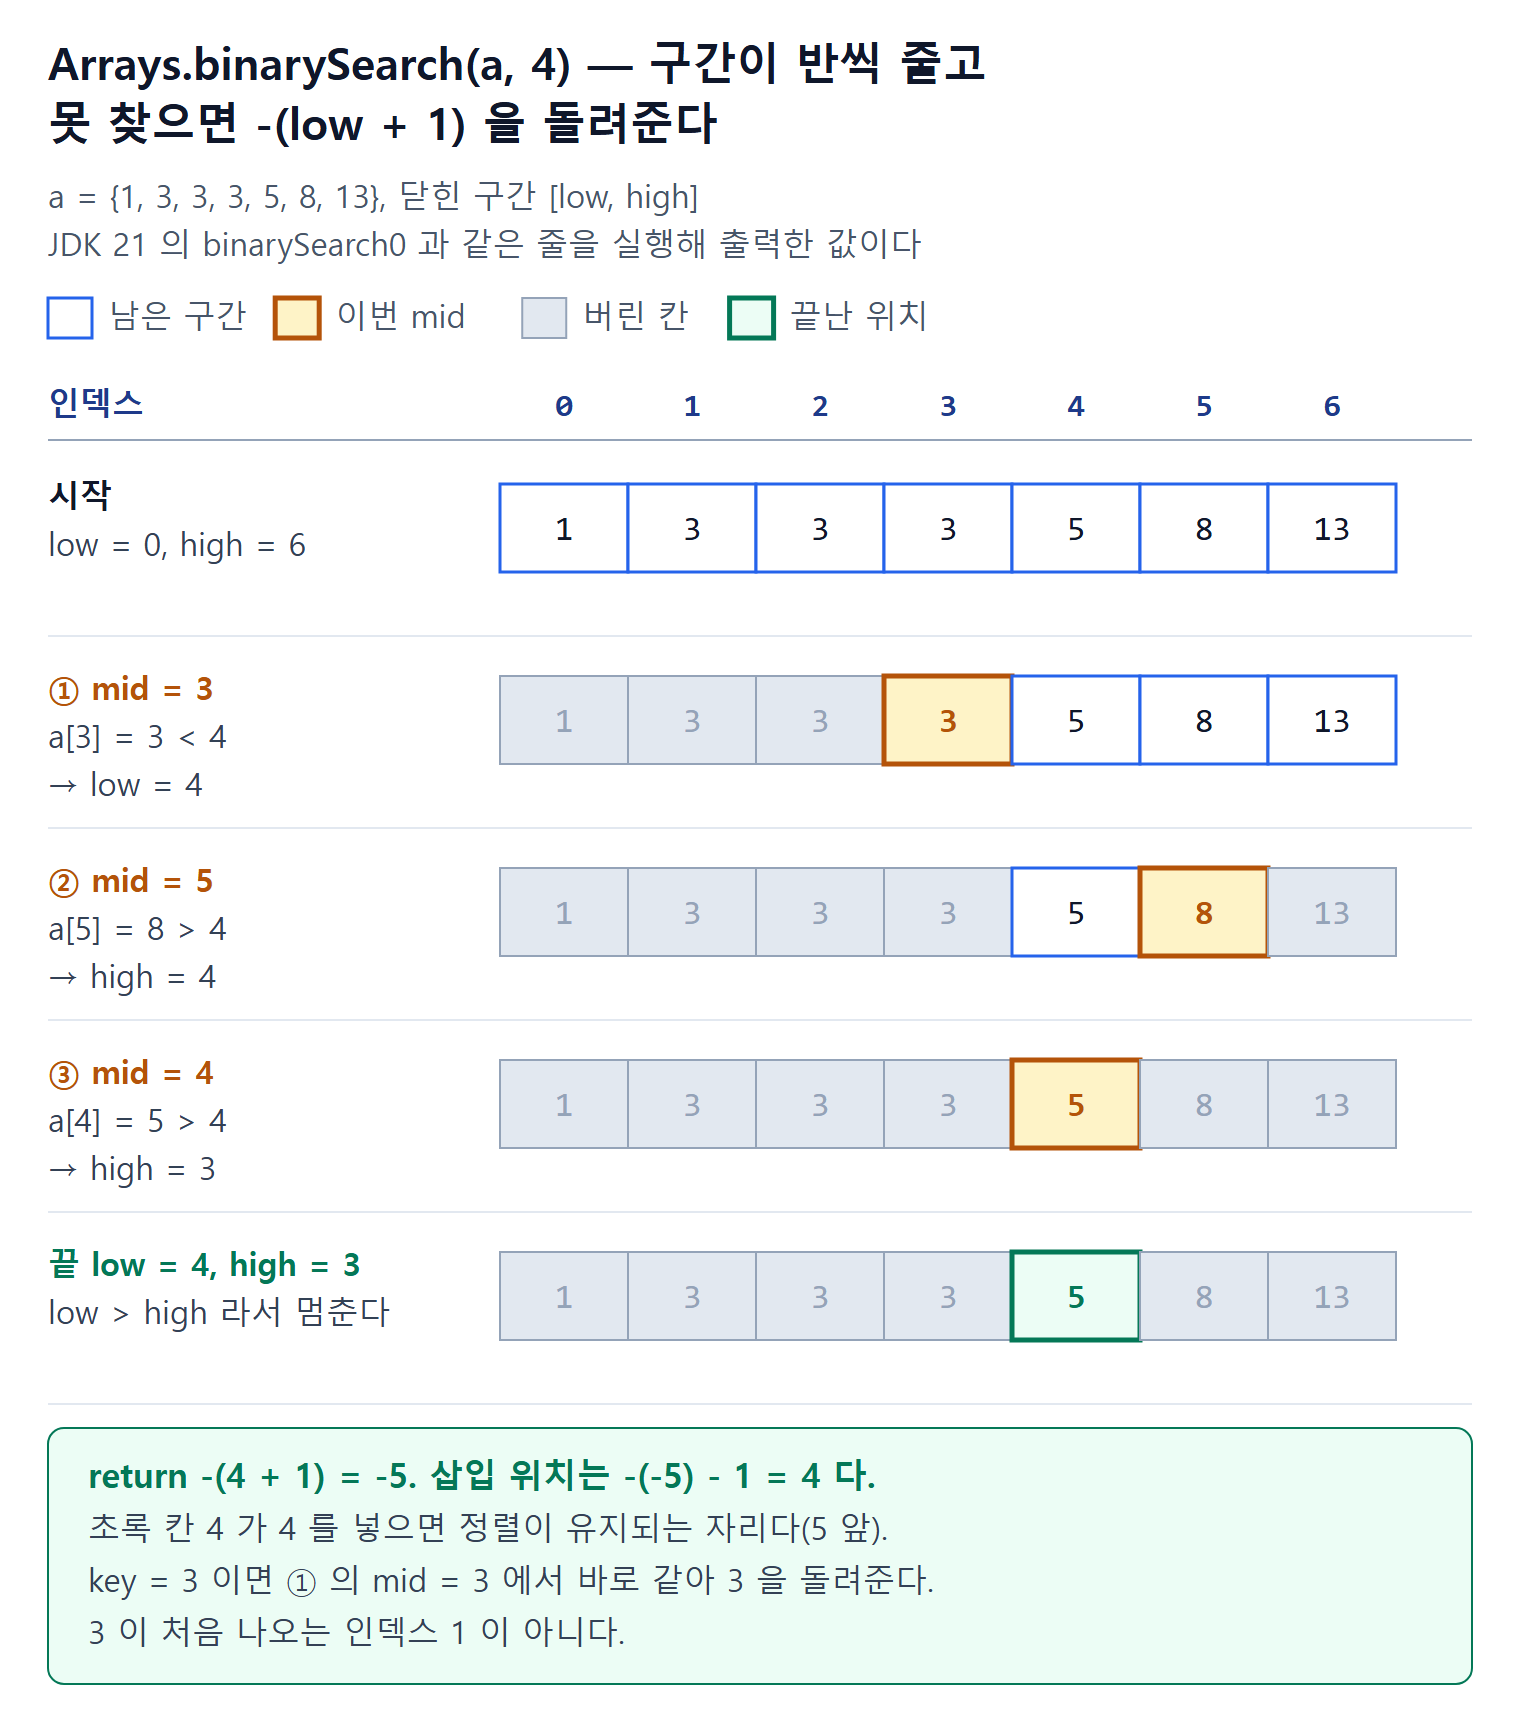 Arrays.binarySearch(a, 4) — 구간이 반씩 줄고
못 찾으면 -(low + 1) 을 돌려준다
a = {1, 3, 3, 3, 5, 8, 13}, 닫힌 구간 [low, high]
JDK 21 의 binarySearch0 과 같은 줄을 실행해 출력한 값이다
남은 구간 이번 mid 버린 칸 끝난 위치
인덱스 0 1 2 3 4 5 6
시작
low = 0, high = 6
1 3 3 3 5 8 13
① mid = 3
a[3] = 3 < 4
→ low = 4
1 3 3 3 5 8 13
② mid = 5
a[5] = 8 > 4
→ high = 4
1 3 3 3 5 8 13
③ mid = 4
a[4] = 5 > 4
→ high = 3
1 3 3 3 5 8 13
끝 low = 4, high = 3
low > high 라서 멈춘다
1 3 3 3 5 8 13
return -(4 + 1) = -5. 삽입 위치는 -(-5) - 1 = 4 다.
초록 칸 4 가 4 를 넣으면 정렬이 유지되는 자리다(5 앞).
key = 3 이면 ① 의 mid = 3 에서 바로 같아 3 을 돌려준다.
3 이 처음 나오는 인덱스 1 이 아니다.